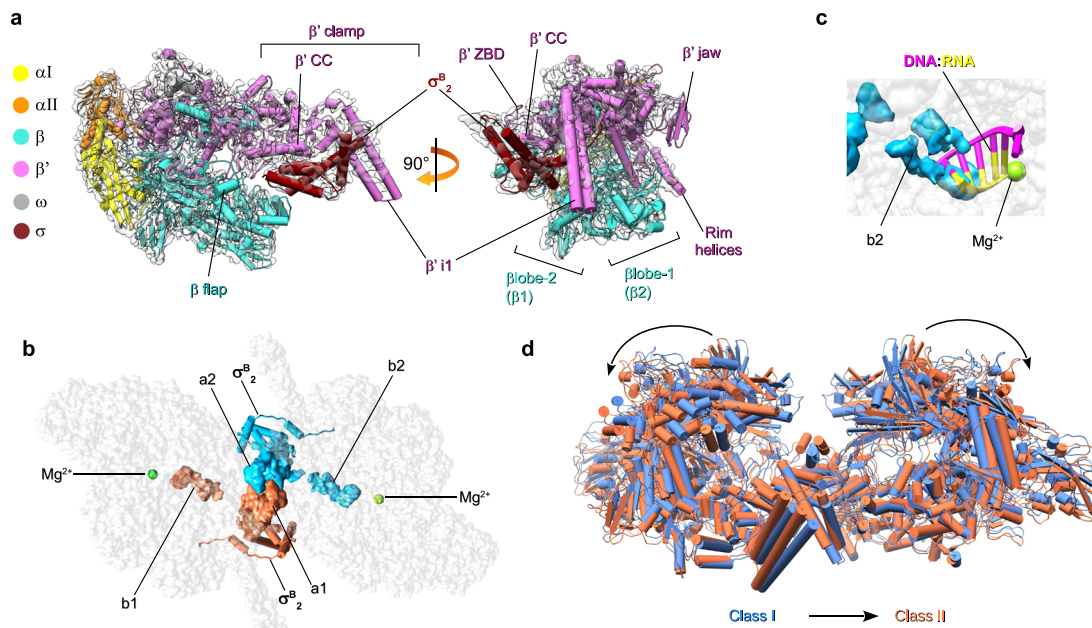 a
αI
αII
β
β’
ω
σ
β’ clamp
β’ CC
σᴮ₂
β’ ZBD
β’ CC
β’ jaw
90°
β flap
β’ i1
βlobe-2
(β1)
βlobe-1
(β2)
Rim
helices
c
DNA:RNA
b2
Mg²⁺
b
σᴮ₂
a2
b2
Mg²⁺
Mg²⁺
b1
σᴮ₂
a1
d
Class I
Class II